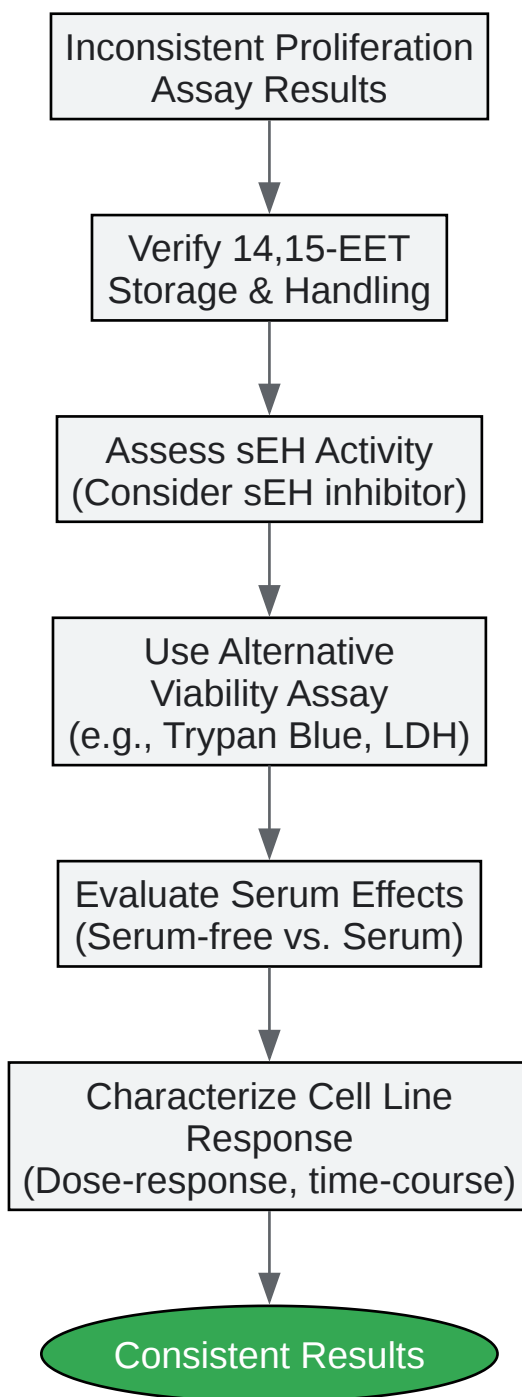 Inconsistent Proliferation
Assay Results
Verify 14,15-EET
Storage & Handling
Assess sEH Activity
(Consider sEH inhibitor)
Use Alternative
Viability Assay
(e.g., Trypan Blue, LDH)
Evaluate Serum Effects
(Serum-free vs. Serum)
Characterize Cell Line
Response
(Dose-response, time-course)
Consistent Results